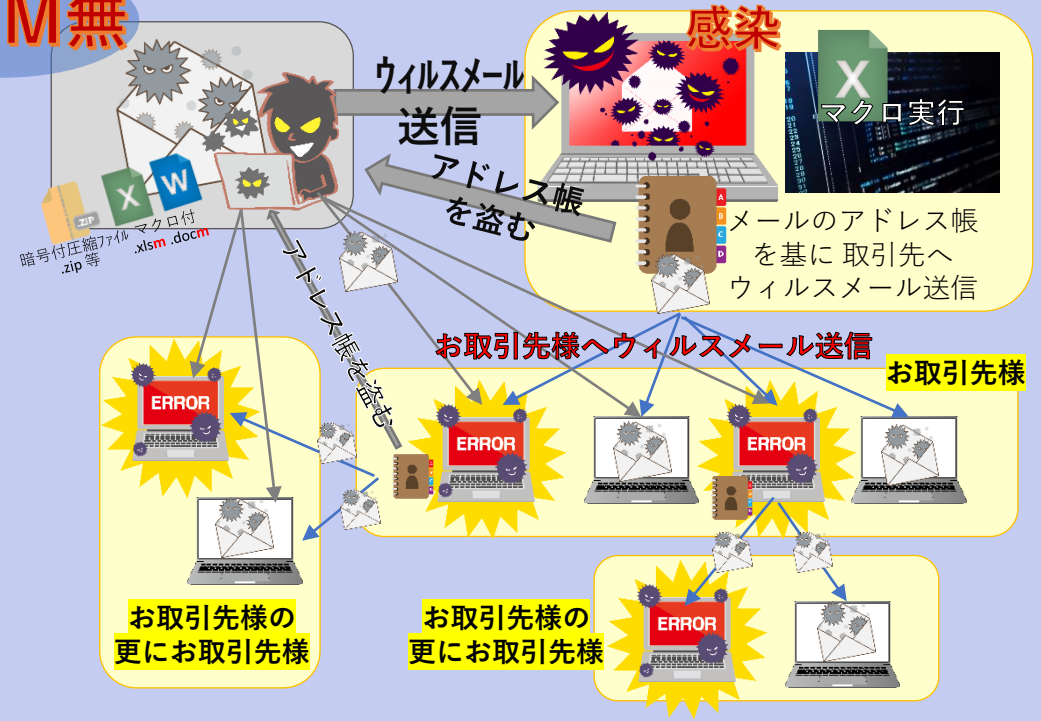 M無
感染
ウィルスメール
送信
マクロ実行
アドレス帳
を盗む
メールのアドレス帳
を基に 取引先へ
ウィルスメール送信
暗号付圧縮ファイル
.zip 等
マクロ付
.xlsm .docm
ZIP
X
W
X
A
B
C
D
アドレス帳を盗む
お取引先様へウィルスメール送信
お取引先様
ERROR
ERROR
ERROR
お取引先様の
更にお取引先様
お取引先様の
更にお取引先様
ERROR